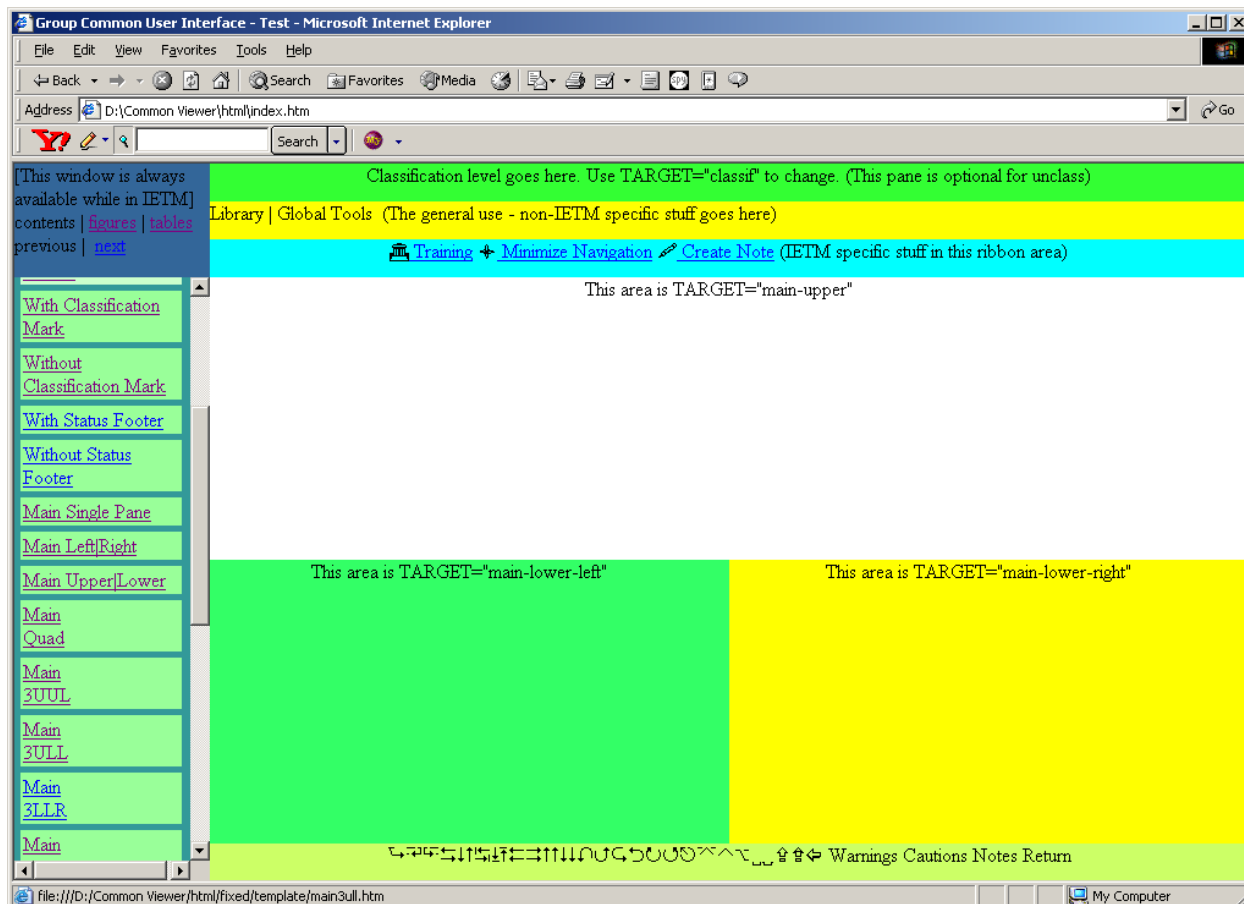 Group Common User Interface - Test - Microsoft Internet Explorer
File Edit View Favorites Tools Help
Back Search Favorites Media
Address D:\Common Viewer\html\index.htm Go
Y! Search
[This window is always
available while in IETM]
contents | figures | tables
previous | next
Classification level goes here. Use TARGET="classif" to change. (This pane is optional for unclass)
Library | Global Tools (The general use - non-IETM specific stuff goes here)
Training Minimize Navigation Create Note (IETM specific stuff in this ribbon area)
With Classification
Mark
Without
Classification Mark
With Status Footer
Without Status
Footer
Main Single Pane
Main Left|Right
Main Upper|Lower
Main
Quad
Main
3UUL
Main
3ULL
Main
3LLR
Main
This area is TARGET="main-upper"
This area is TARGET="main-lower-left"
This area is TARGET="main-lower-right"
Warnings Cautions Notes Return
file:///D:/Common Viewer/html/fixed/template/main3ull.htm
My Computer